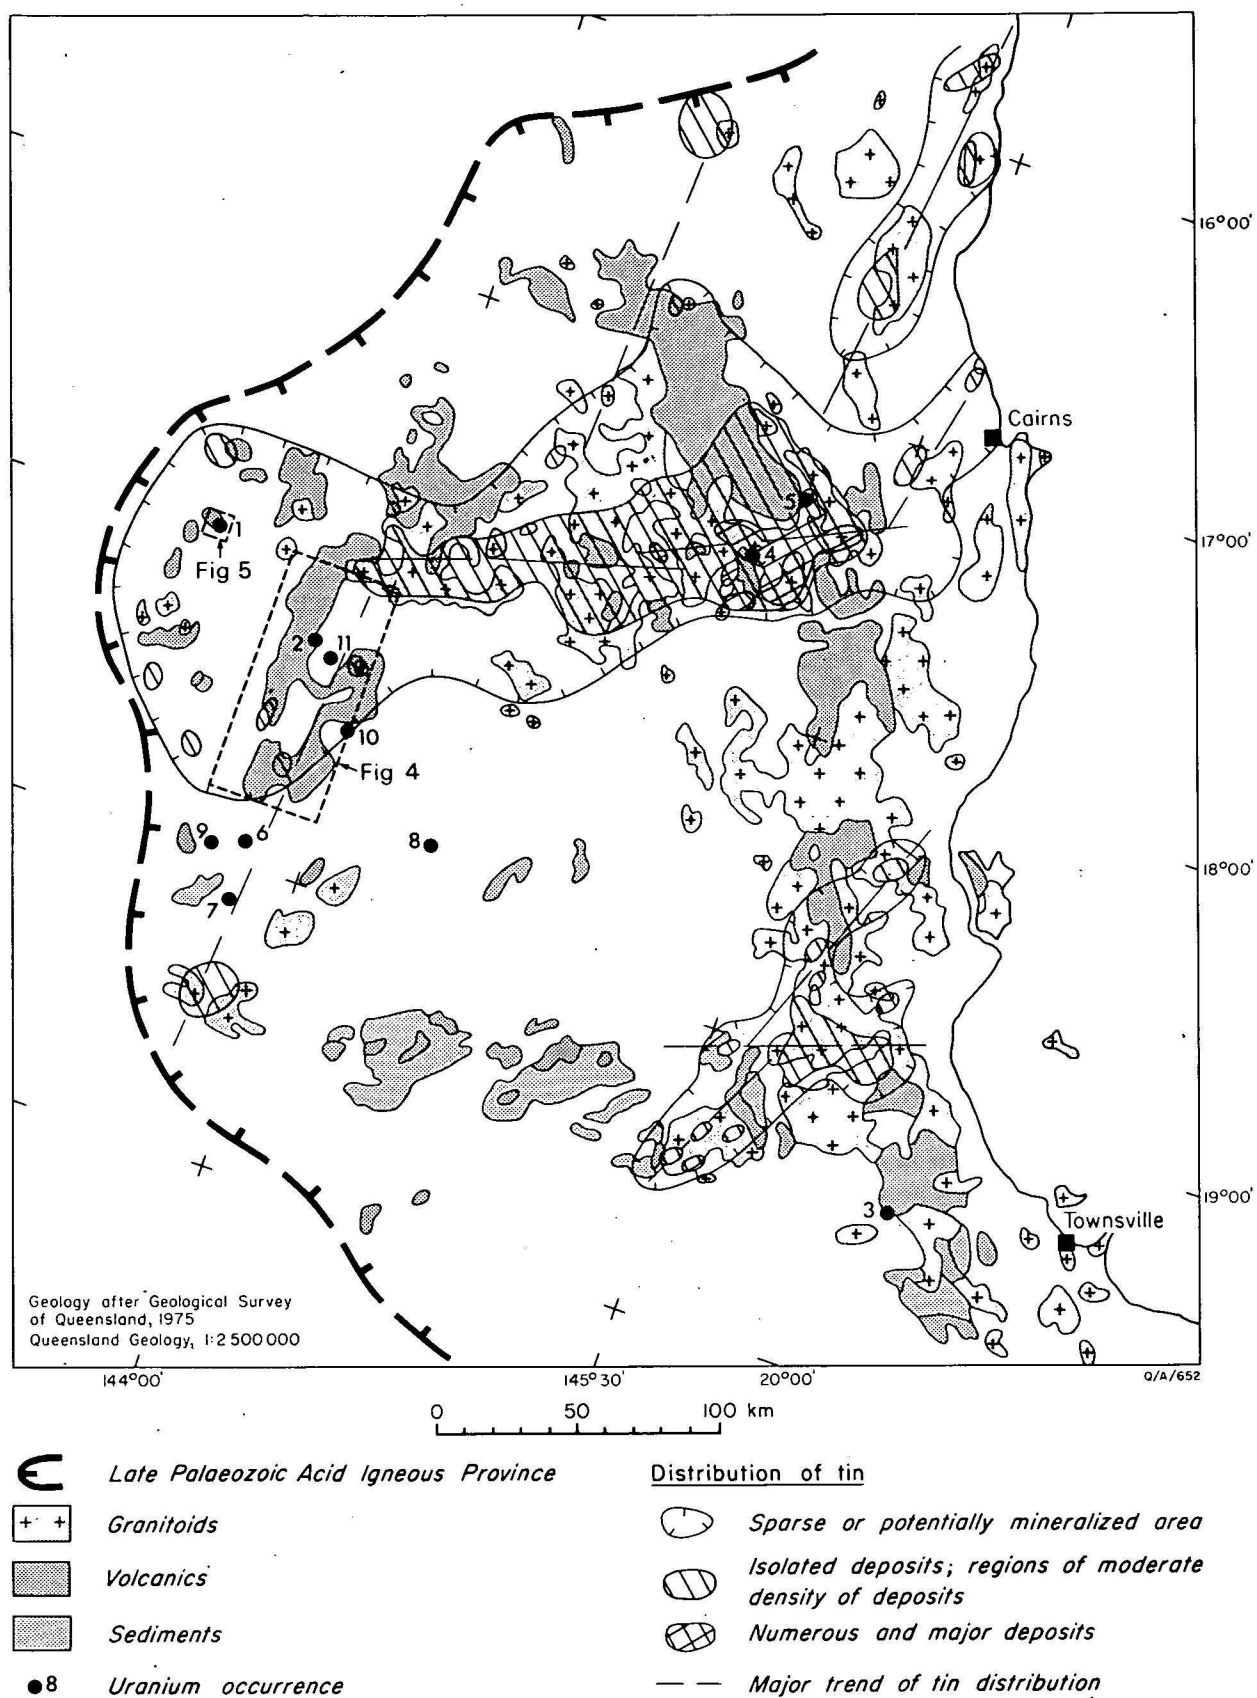 16°00'
Cairns
5
1
4
17°00'
Fig 5
2
11
10
Fig 4
9
6
8
18°00'
7
3
19°00'
Townsville
Geology after Geological Survey
of Queensland, 1975
Queensland Geology, 1:2 500 000
144°00'
145°30'
20°00'
Q/A/652
0 50 100 km
Late Palaeozoic Acid Igneous Province
Distribution of tin
Granitoids
Sparse or potentially mineralized area
Volcanics
Isolated deposits; regions of moderate
density of deposits
Sediments
Numerous and major deposits
8
Uranium occurrence
Major trend of tin distribution